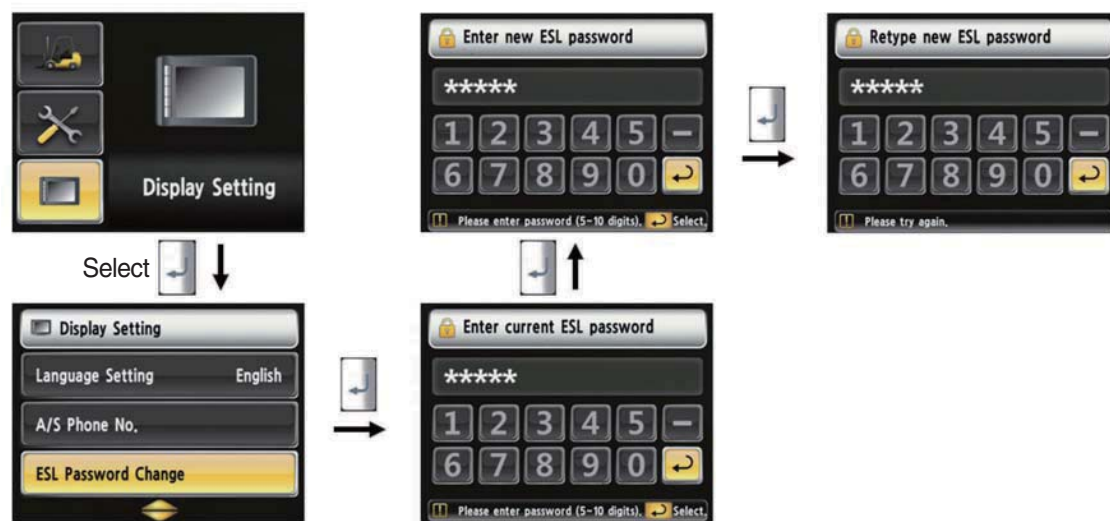 Display Setting
Select
Display Setting
Language Setting English
A/S Phone No.
ESL Password Change
Enter current ESL password
*****
1 2 3 4 5 -
6 7 8 9 0
Please enter password (5-10 digits). Select.
Enter new ESL password
*****
1 2 3 4 5 -
6 7 8 9 0
Please enter password (5-10 digits). Select.
Retype new ESL password
*****
1 2 3 4 5 -
6 7 8 9 0
Please try again.